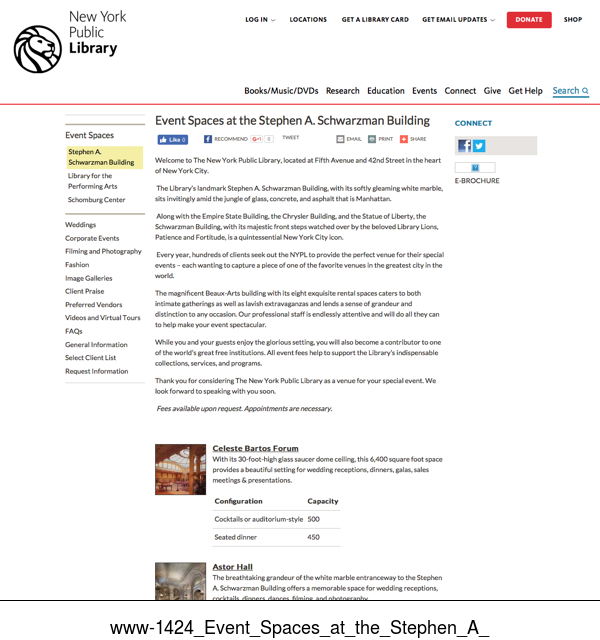 New York
Public
Library
LOG IN
LOCATIONS
GET A LIBRARY CARD
GET EMAIL UPDATES
DONATE
SHOP
Books/Music/DVDs Research Education Events Connect Give Get Help Search
Event Spaces
Stephen A.
Schwarzman Building
Library for the
Performing Arts
Schomburg Center
Weddings
Corporate Events
Filming and Photography
Fashion
Image Galleries
Client Praise
Preferred Vendors
Videos and Virtual Tours
FAQs
General Information
Select Client List
Request Information
Event Spaces at the Stephen A. Schwarzman Building
Like 0
RECOMMEND
G+1 0
TWEET
EMAIL
PRINT
SHARE
Welcome to The New York Public Library, located at Fifth Avenue and 42nd Street in the heart
of New York City.
The Library's landmark Stephen A. Schwarzman Building, with its softly gleaming white marble,
sits invitingly amid the jungle of glass, concrete, and asphalt that is Manhattan.
Along with the Empire State Building, the Chrysler Building, and the Statue of Liberty, the
Schwarzman Building, with its majestic front steps watched over by the beloved Library Lions,
Patience and Fortitude, is a quintessential New York City icon.
Every year, hundreds of clients seek out the NYPL to provide the perfect venue for their special
events – each wanting to capture a piece of one of the favorite venues in the greatest city in the
world.
The magnificent Beaux-Arts building with its eight exquisite rental spaces caters to both
intimate gatherings as well as lavish extravaganzas and lends a sense of grandeur and
distinction to any occasion. Our professional staff is endlessly attentive and will do all they can
to help make your event spectacular.
While you and your guests enjoy the glorious setting, you will also become a contributor to one
of the world's great free institutions. All event fees help to support the Library's indispensable
collections, services, and programs.
Thank you for considering The New York Public Library as a venue for your special event. We
look forward to speaking with you soon.
Fees available upon request. Appointments are necessary.
Celeste Bartos Forum
With its 30-foot-high glass saucer dome ceiling, this 6,400 square foot space
provides a beautiful setting for wedding receptions, dinners, galas, sales
meetings & presentations.
Configuration Capacity
Cocktails or auditorium-style 500
Seated dinner 450
Astor Hall
The breathtaking grandeur of the white marble entranceway to the Stephen
A. Schwarzman Building offers a memorable space for wedding receptions,
cocktails, dinners, dances, filming, and photography.
CONNECT
E-BROCHURE
www-1424_Event_Spaces_at_the_Stephen_A_